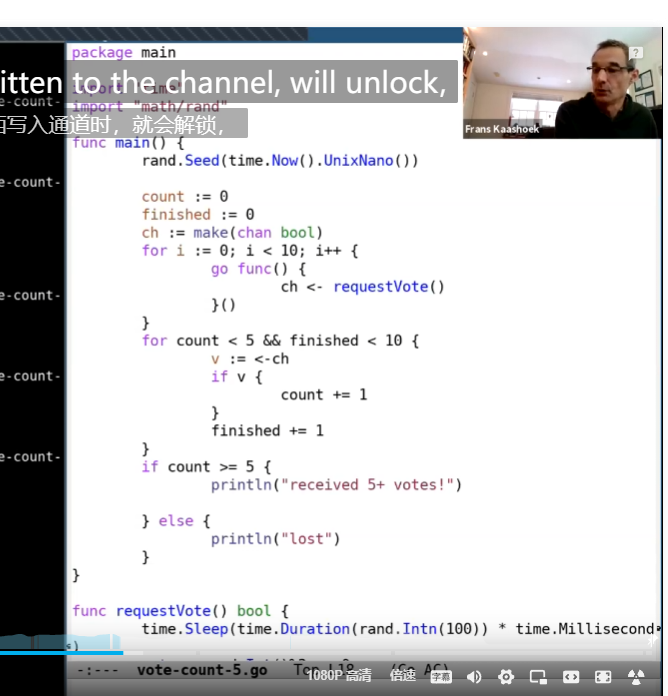 package main
itten to the channel, will unlock,
import "time"
e-count-
import "math/rand"
面写入通道时，就会解锁，
Frans Kaashoek
?
func main() {
rand.Seed(time.Now().UnixNano())
e-count-
count := 0
finished := 0
ch := make(chan bool)
for i := 0; i < 10; i++ {
go func() {
ch <- requestVote()
e-count-
}()
}
for count < 5 && finished < 10 {
v := <-ch
if v {
e-count-
count += 1
}
finished += 1
}
e-count-
if count >= 5 {
println("received 5+ votes!")
} else {
println("lost")
}
}
func requestVote() bool {
time.Sleep(time.Duration(rand.Intn(100)) * time.Millisecond
)
-:--- vote-count-5.go Top L18 (Go AC)
1080P 高清 倍速 字幕